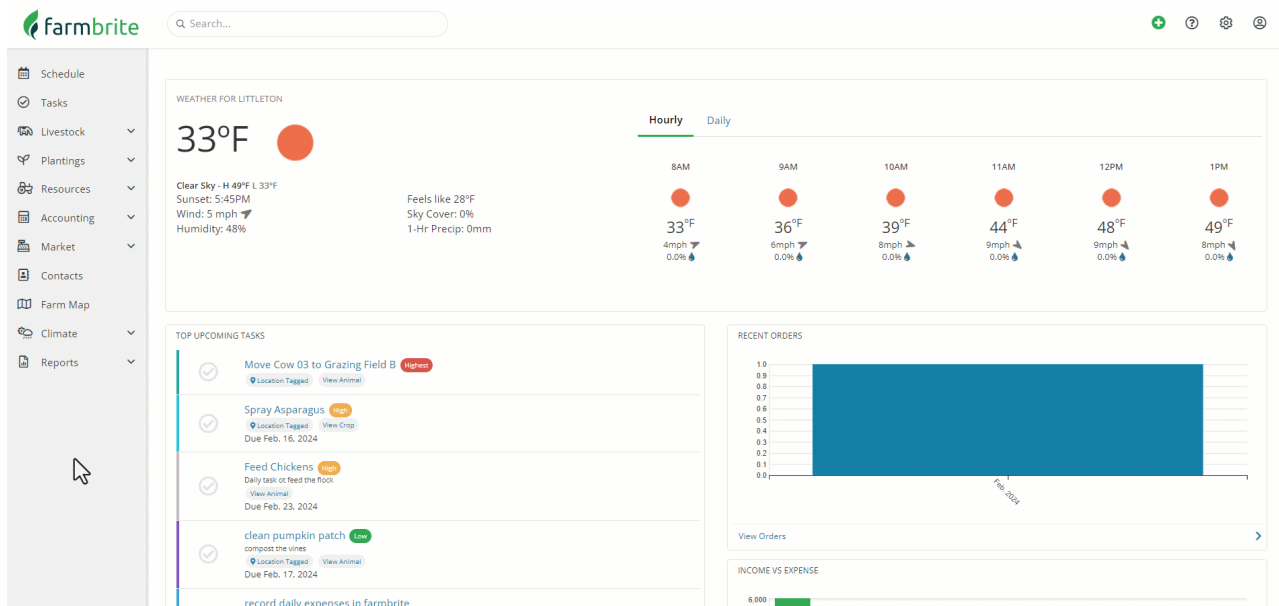 farmbrite
Search...
Schedule
Tasks
Livestock
Plantings
Resources
Accounting
Market
Contacts
Farm Map
Climate
Reports
WEATHER FOR LITTLETON
33°F
Clear Sky - H 49°F L 33°F
Sunset: 5:45PM
Wind: 5 mph
Humidity: 48%
Feels like 28°F
Sky Cover: 0%
1-Hr Precip: 0mm
Hourly Daily
8AM 9AM 10AM 11AM 12PM 1PM
33°F 36°F 39°F 44°F 48°F 49°F
4mph 6mph 8mph 9mph 9mph 8mph
0.0% 0.0% 0.0% 0.0% 0.0% 0.0%
TOP UPCOMING TASKS
Move Cow 03 to Grazing Field B Highest
Location Tagged View Animal
Spray Asparagus High
Location Tagged View Crop
Due Feb. 16, 2024
Feed Chickens High
Daily task ot feed the flock
View Animal
Due Feb. 23, 2024
clean pumpkin patch Low
compost the vines
Location Tagged View Animal
Due Feb. 17, 2024
record daily expenses in farmbrite
RECENT ORDERS
1.0
0.9
0.8
0.7
0.6
0.5
0.4
0.3
0.2
0.1
0.0
Feb. 2024
View Orders
INCOME VS EXPENSE
6,000